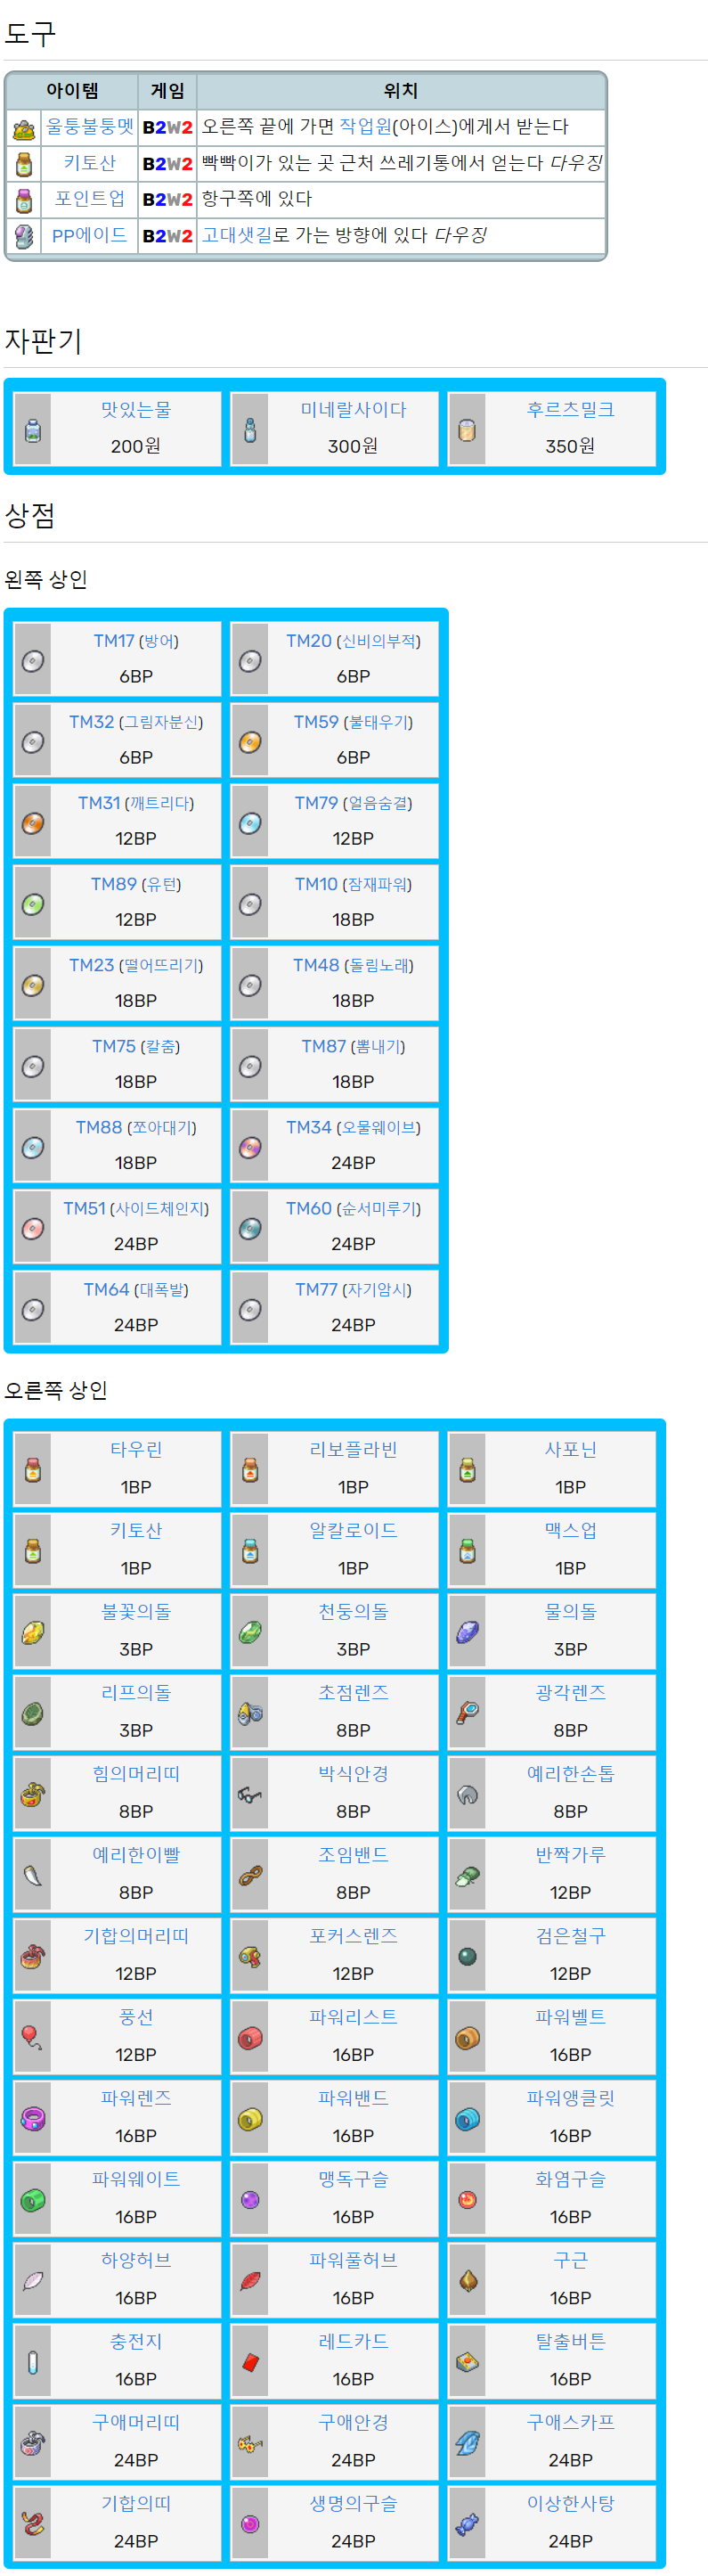 도구
아이템 게임 위치
울퉁불퉁멧 B2W2 오른쪽 끝에 가면 작업원(아이스)에게서 받는다
키토산 B2W2 빡빡이가 있는 곳 근처 쓰레기통에서 얻는다 다우징
포인트업 B2W2 항구쪽에 있다
PP에이드 B2W2 고대샛길로 가는 방향에 있다 다우징
자판기
맛있는물 미네랄사이다 후르츠밀크
200원 300원 350원
상점
왼쪽 상인
TM17 (방어) TM20 (신비의부적)
6BP 6BP
TM32 (그림자분신) TM59 (불태우기)
6BP 6BP
TM31 (깨트리다) TM79 (얼음숨결)
12BP 12BP
TM89 (유턴) TM10 (잠재파워)
12BP 18BP
TM23 (떨어뜨리기) TM48 (돌림노래)
18BP 18BP
TM75 (칼춤) TM87 (뽐내기)
18BP 18BP
TM88 (쪼아대기) TM34 (오물웨이브)
18BP 24BP
TM51 (사이드체인지) TM60 (순서미루기)
24BP 24BP
TM64 (대폭발) TM77 (자기암시)
24BP 24BP
오른쪽 상인
타우린 리보플라빈 사포닌
1BP 1BP 1BP
키토산 알칼로이드 맥스업
1BP 1BP 1BP
불꽃의돌 천둥의돌 물의돌
3BP 3BP 3BP
리프의돌 초점렌즈 광각렌즈
3BP 8BP 8BP
힘의머리띠 박식안경 예리한손톱
8BP 8BP 8BP
예리한이빨 조임밴드 반짝가루
8BP 8BP 12BP
기합의머리띠 포커스렌즈 검은철구
12BP 12BP 12BP
풍선 파워리스트 파워벨트
12BP 16BP 16BP
파워렌즈 파워밴드 파워앵클릿
16BP 16BP 16BP
파워웨이트 맹독구슬 화염구슬
16BP 16BP 16BP
하양허브 파워풀허브 구근
16BP 16BP 16BP
충전지 레드카드 탈출버튼
16BP 16BP 16BP
구애머리띠 구애안경 구애스카프
24BP 24BP 24BP
기합의띠 생명의구슬 이상한사탕
24BP 24BP 24BP